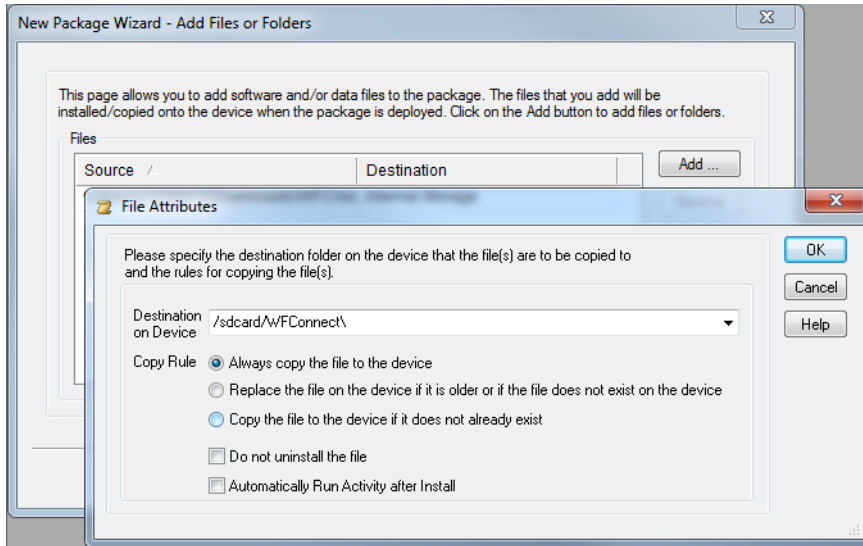 New Package Wizard - Add Files or Folders
This page allows you to add software and/or data files to the package. The files that you add will be
installed/copied onto the device when the package is deployed. Click on the Add button to add files or folders.
Files
Source
Destination
Add ...
File Attributes
Please specify the destination folder on the device that the file(s) are to be copied to
and the rules for copying the file(s).
OK
Cancel
Help
Destination
on Device
/sdcard/WFConnect\
Copy Rule
Always copy the file to the device
Replace the file on the device if it is older or if the file does not exist on the device
Copy the file to the device if it does not already exist
Do not uninstall the file
Automatically Run Activity after Install